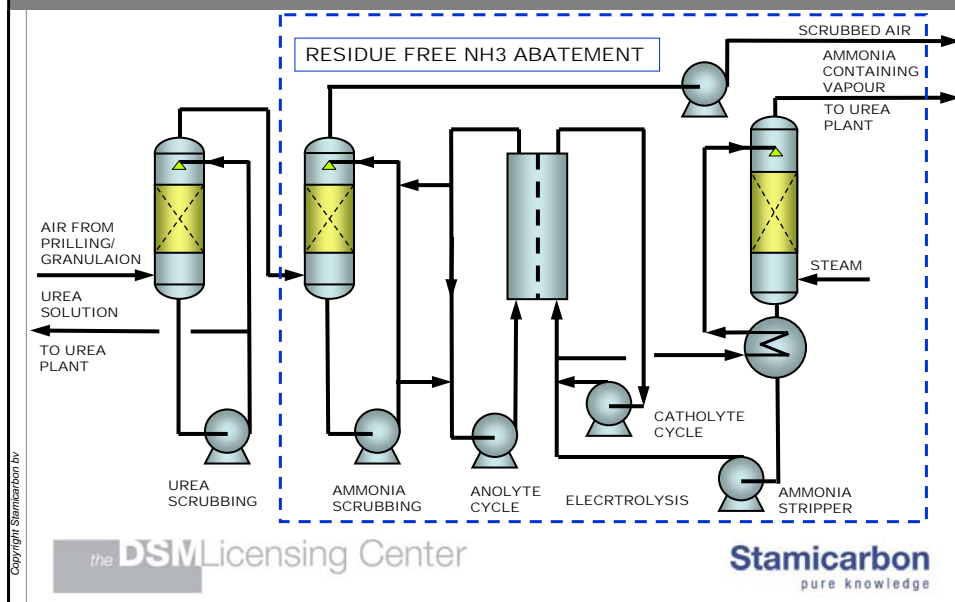 SCRUBBED AIR
RESIDUE FREE NH3 ABATEMENT
AMMONIA
CONTAINING
VAPOUR
TO UREA
PLANT
AIR FROM
PRILLING/
GRANULAION
STEAM
UREA
SOLUTION
TO UREA
PLANT
CATHOLYTE
CYCLE
UREA
SCRUBBING
AMMONIA
SCRUBBING
ANOLYTE
CYCLE
ELECRTROLYSIS
AMMONIA
STRIPPER
Copyright Stamicarbon bv
the DSM Licensing Center
Stamicarbon
pure knowledge